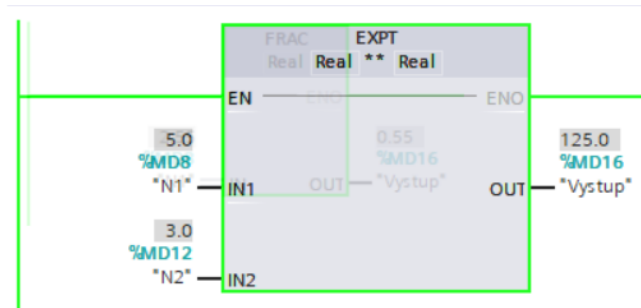 FRAC EXPT
Real Real ** Real
EN ENO ENO
5.0 0.55 125.0
%MD8 %MD16 %MD16
"N1" IN1 IN OUT "Vystup" OUT "Vystup"
3.0
%MD12
"N2" IN2